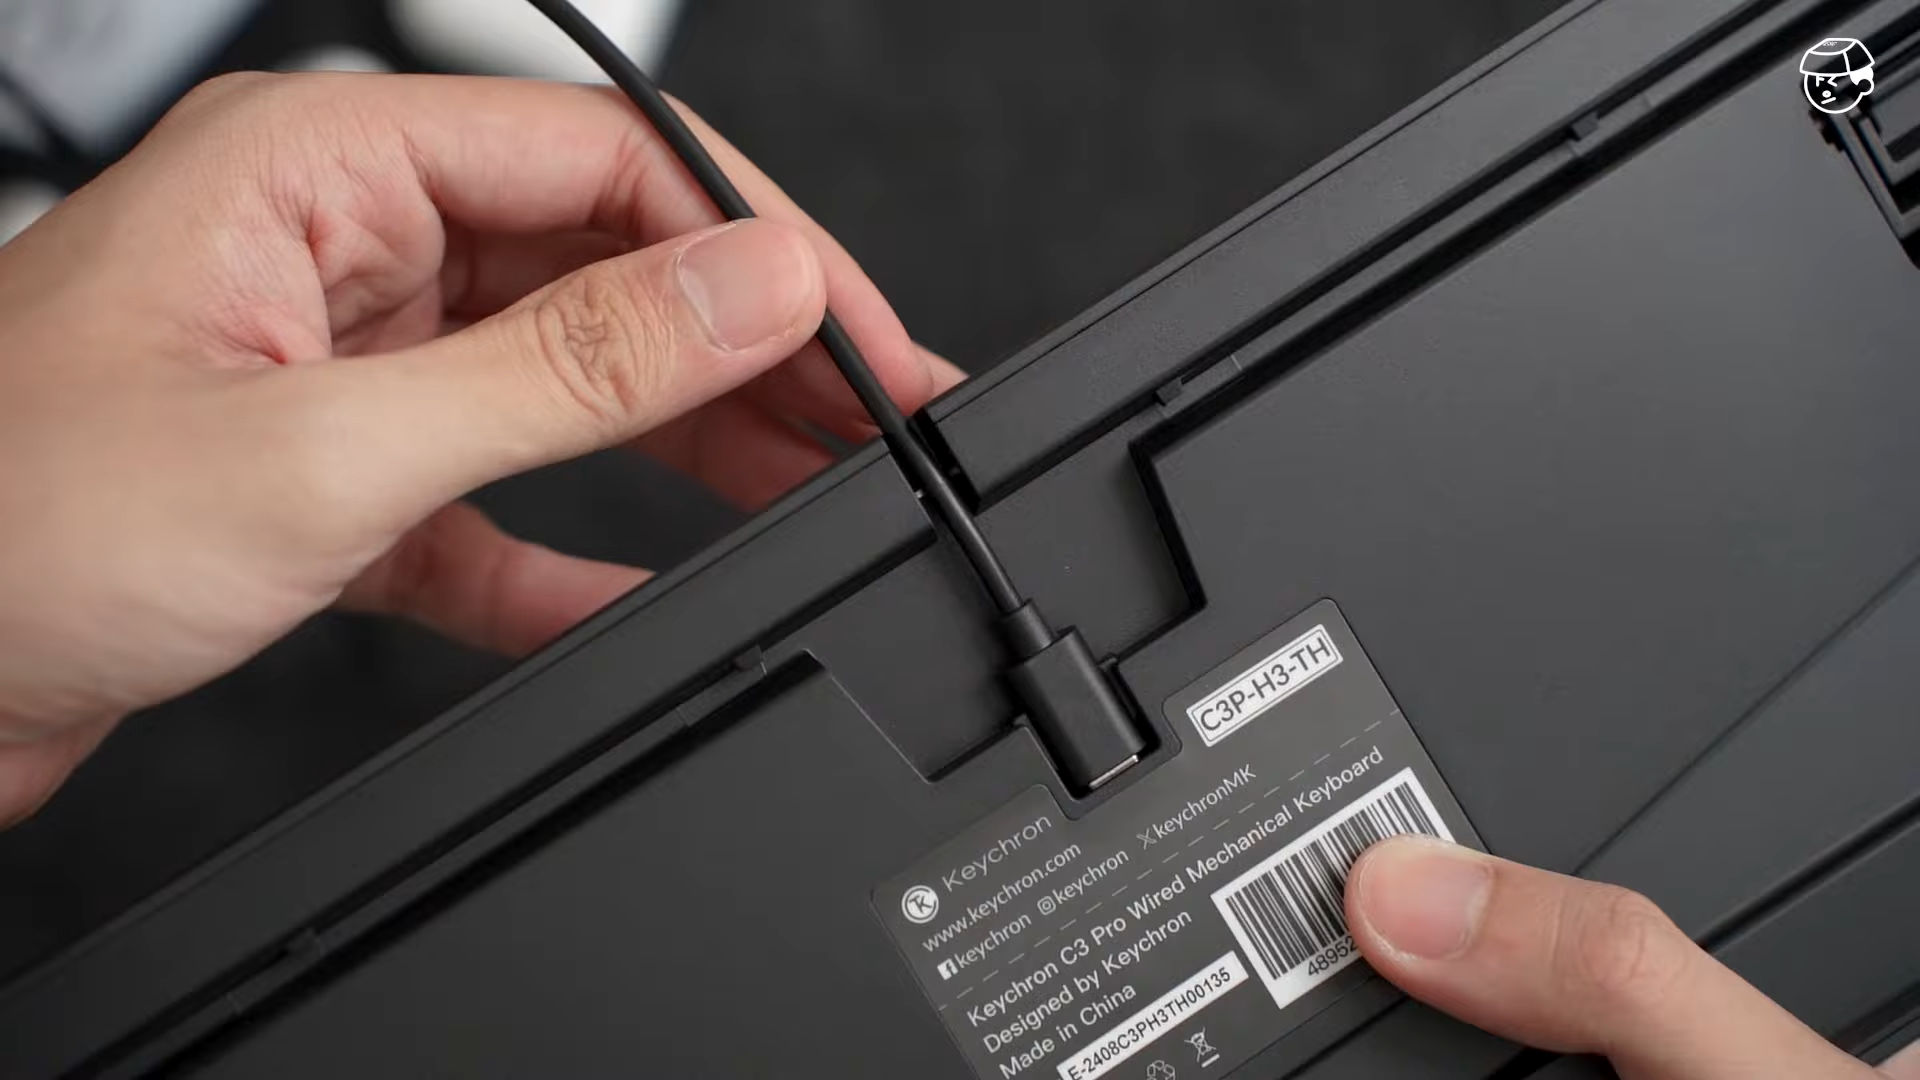 C3P-H3-TH
Keychron
www.keychron.com
keychron keychron keychronMK
Keychron C3 Pro Wired Mechanical Keyboard
Designed by Keychron
Made in China
E-2408C3PH3TH00135
48952